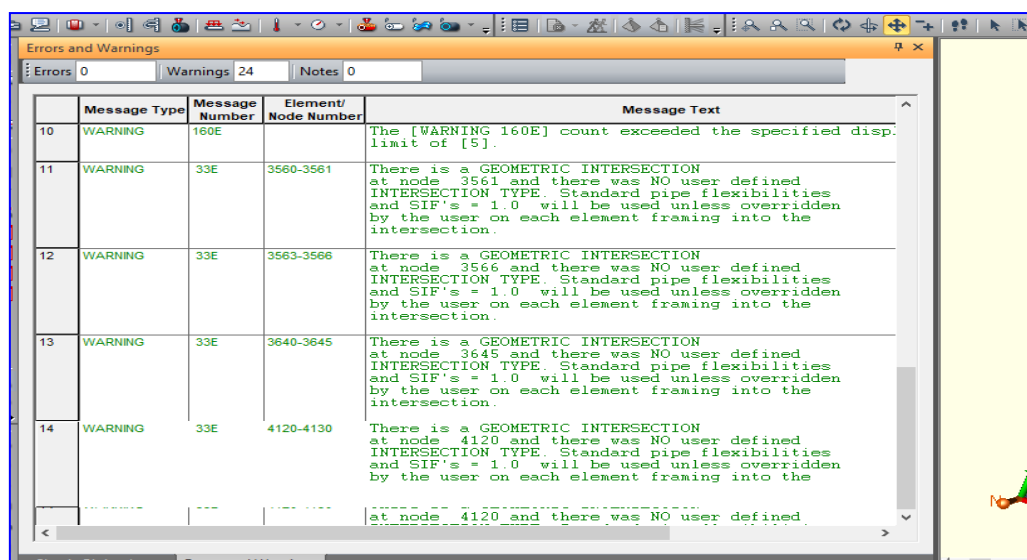 Errors and Warnings
Errors 0 Warnings 24 Notes 0
Message Type Message Number Element/ Node Number Message Text
10 WARNING 160E The [WARNING 160E] count exceeded the specified disp
limit of [5].
11 WARNING 33E 3560-3561 There is a GEOMETRIC INTERSECTION
at node 3561 and there was NO user defined
INTERSECTION TYPE. Standard pipe flexibilities
and SIF's = 1.0 will be used unless overridden
by the user on each element framing into the
intersection.
12 WARNING 33E 3563-3566 There is a GEOMETRIC INTERSECTION
at node 3566 and there was NO user defined
INTERSECTION TYPE. Standard pipe flexibilities
and SIF's = 1.0 will be used unless overridden
by the user on each element framing into the
intersection.
13 WARNING 33E 3640-3645 There is a GEOMETRIC INTERSECTION
at node 3645 and there was NO user defined
INTERSECTION TYPE. Standard pipe flexibilities
and SIF's = 1.0 will be used unless overridden
by the user on each element framing into the
intersection.
14 WARNING 33E 4120-4130 There is a GEOMETRIC INTERSECTION
at node 4120 and there was NO user defined
INTERSECTION TYPE. Standard pipe flexibilities
and SIF's = 1.0 will be used unless overridden
by the user on each element framing into the
at node 4120 and there was NO user defined